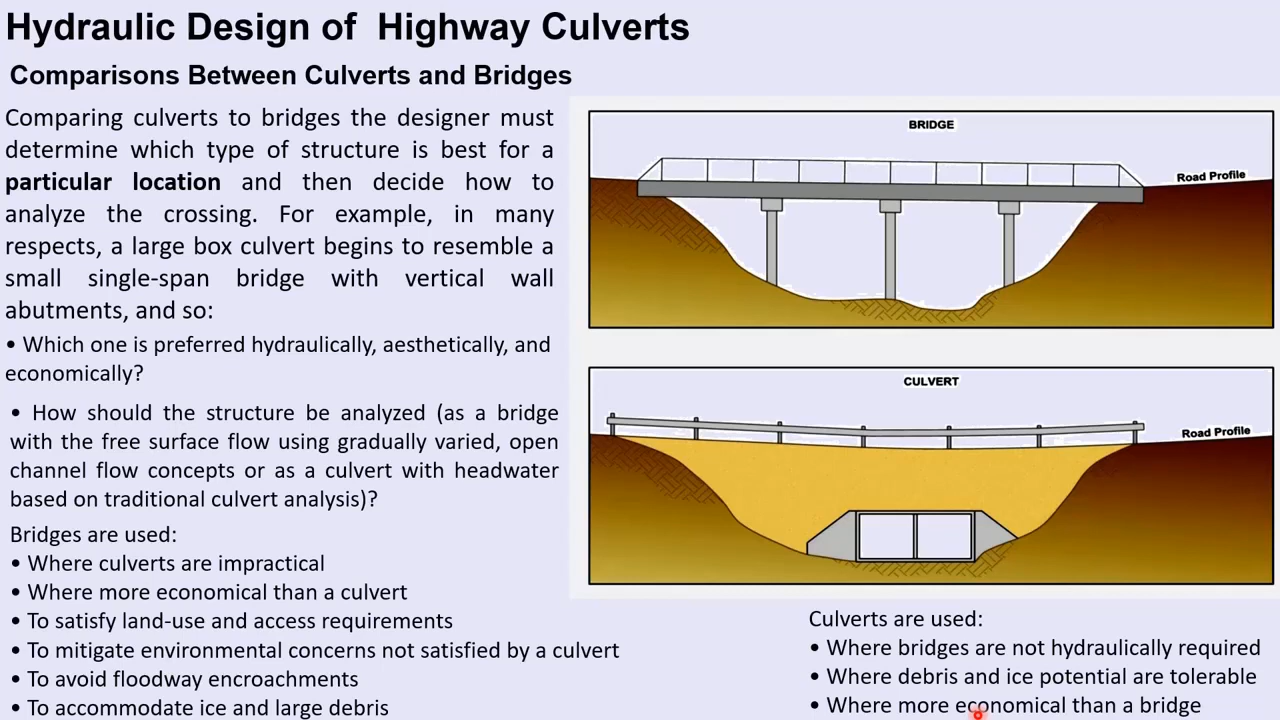 Hydraulic Design of Highway Culverts
Comparisons Between Culverts and Bridges
Comparing culverts to bridges the designer must
determine which type of structure is best for a
particular location and then decide how to
analyze the crossing. For example, in many
respects, a large box culvert begins to resemble a
small single-span bridge with vertical wall
abutments, and so:
• Which one is preferred hydraulically, aesthetically, and
economically?
• How should the structure be analyzed (as a bridge
with the free surface flow using gradually varied, open
channel flow concepts or as a culvert with headwater
based on traditional culvert analysis)?
Bridges are used:
• Where culverts are impractical
• Where more economical than a culvert
• To satisfy land-use and access requirements
• To mitigate environmental concerns not satisfied by a culvert
• To avoid floodway encroachments
• To accommodate ice and large debris
BRIDGE
Road Profile
CULVERT
Road Profile
Culverts are used:
• Where bridges are not hydraulically required
• Where debris and ice potential are tolerable
• Where more economical than a bridge